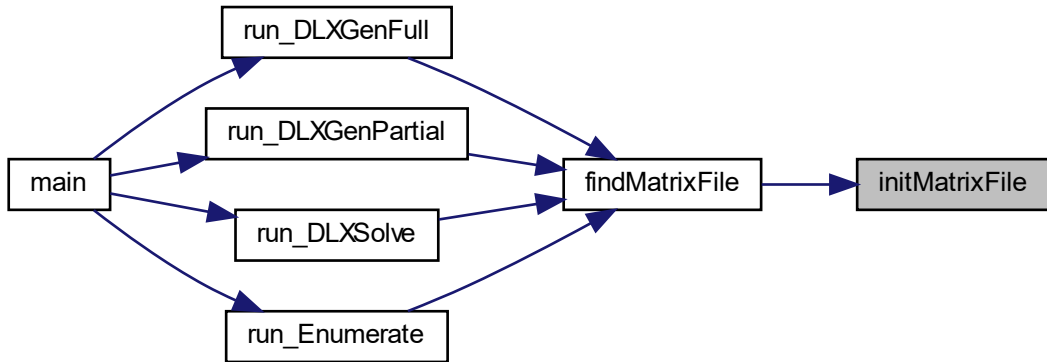 main
run_DLXGenFull
run_DLXGenPartial
run_DLXSolve
run_Enumerate
findMatrixFile
initMatrixFile